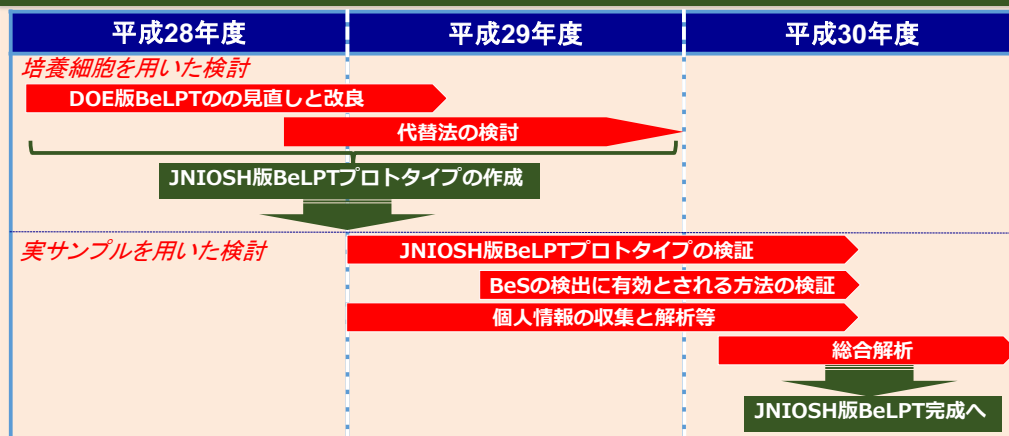 平成28年度
平成29年度
平成30年度
培養細胞を用いた検討
DOE版BeLPTのの見直しと改良
代替法の検討
JNIOSH版BeLPTプロトタイプの作成
実サンプルを用いた検討
JNIOSH版BeLPTプロトタイプの検証
BeSの検出に有効とされる方法の検証
個人情報の収集と解析等
総合解析
JNIOSH版BeLPT完成へ